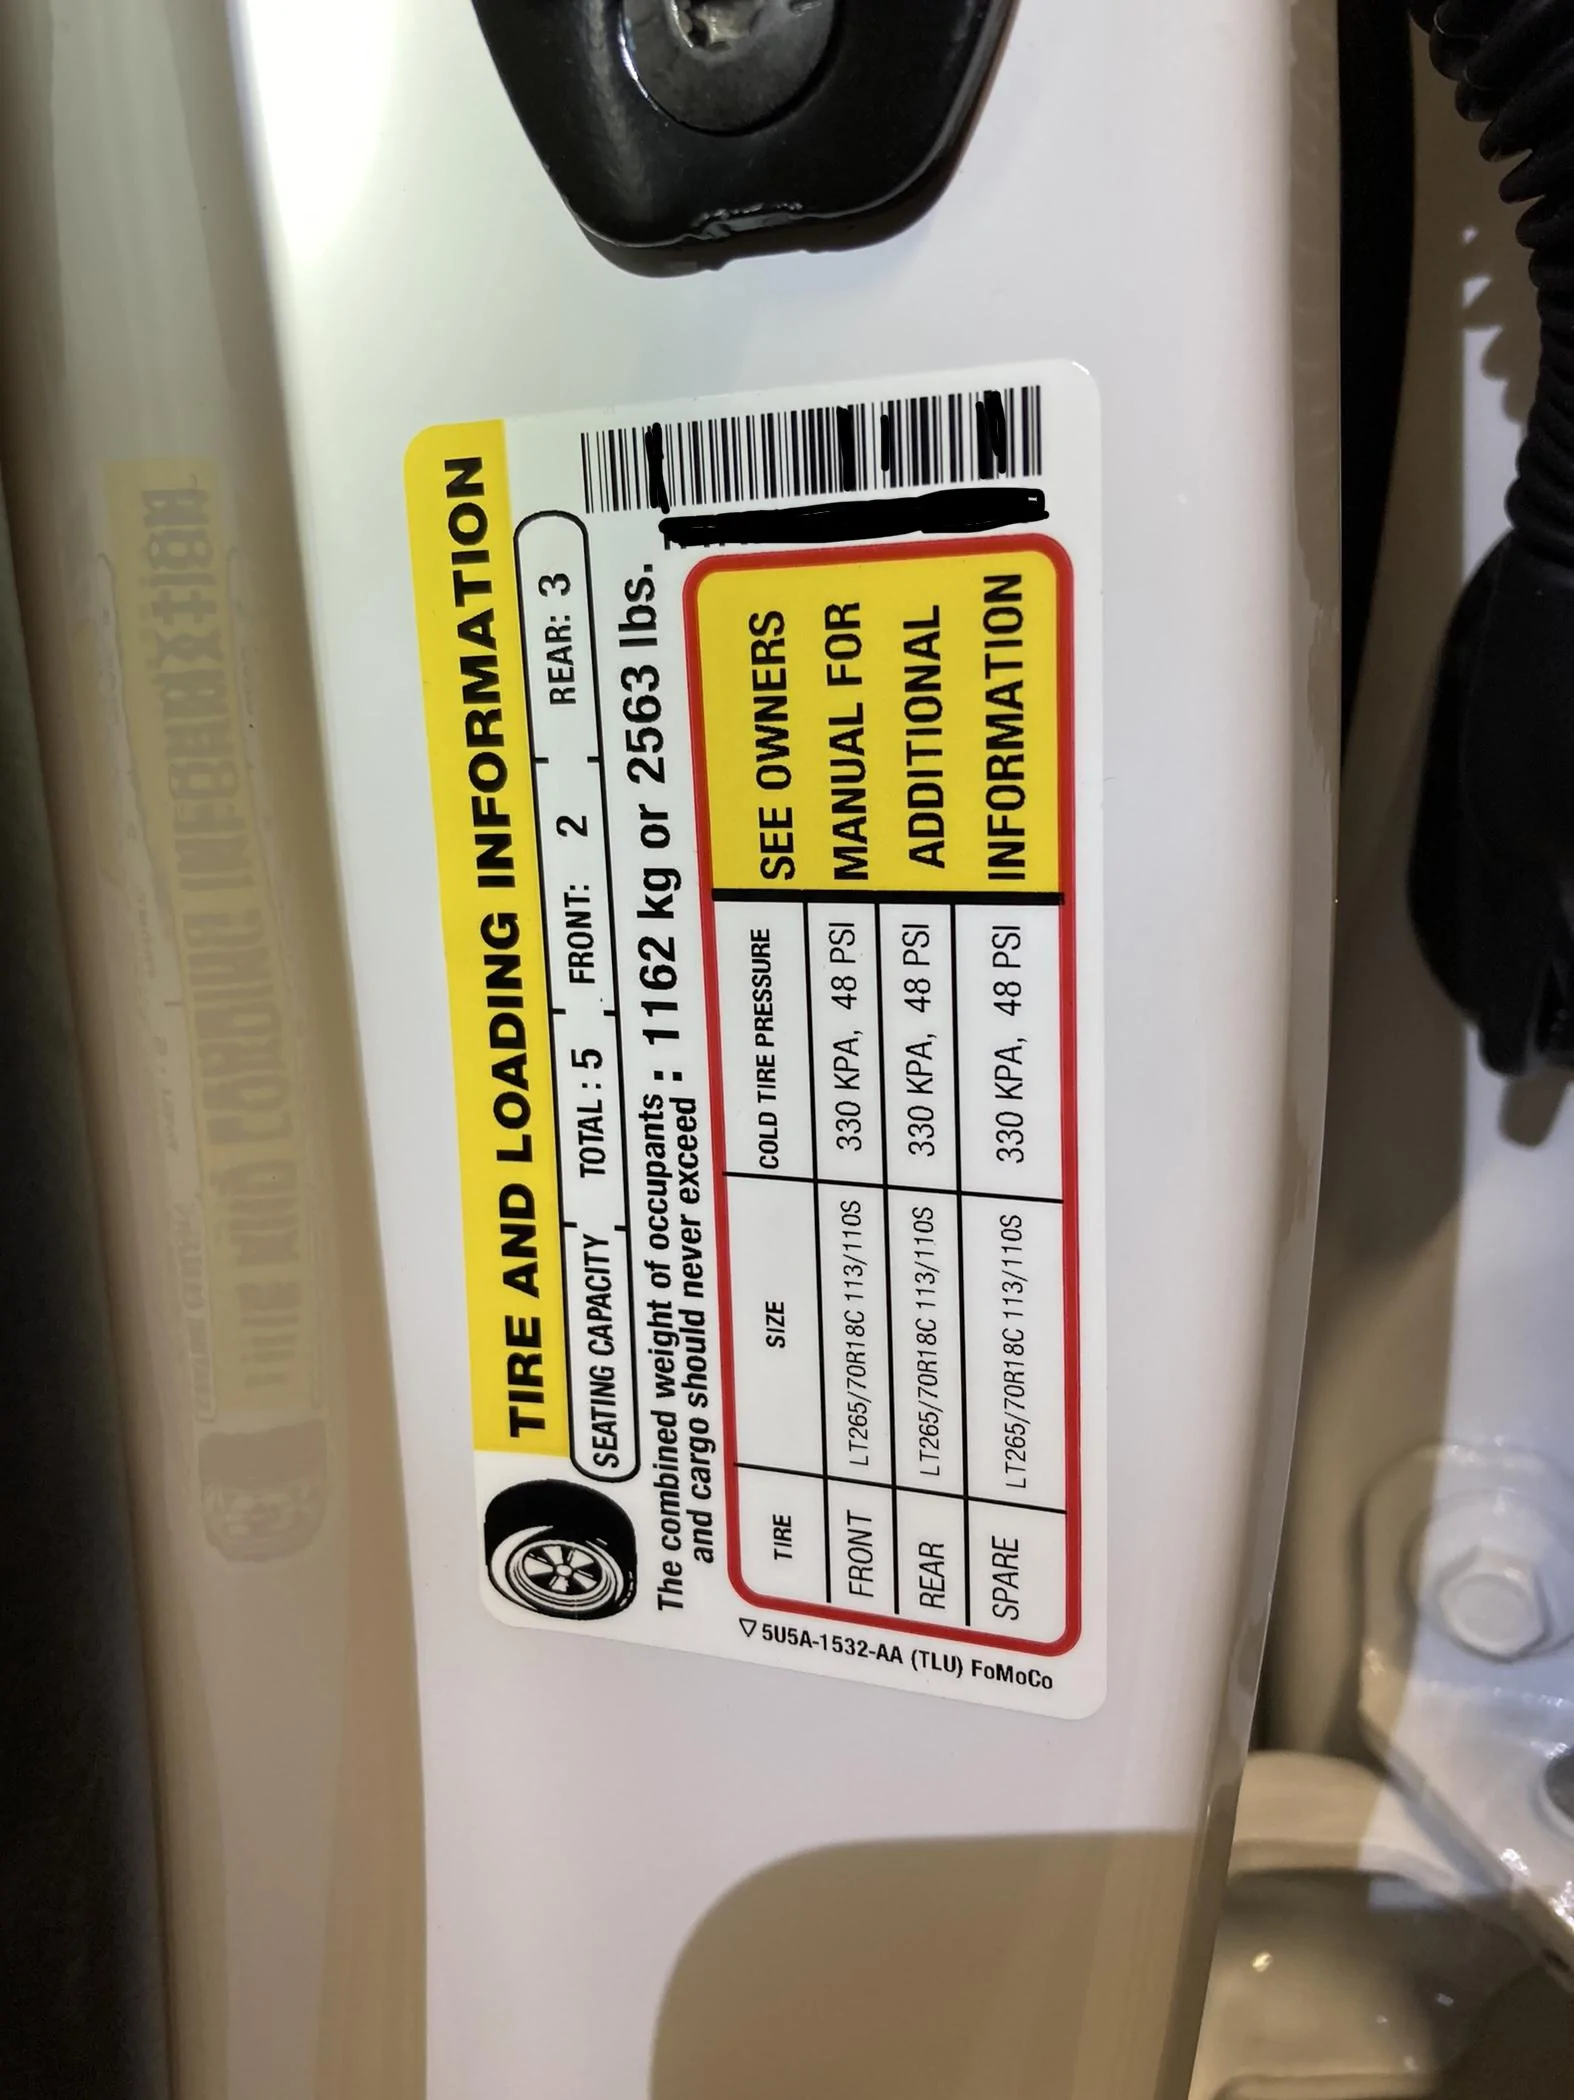 TIRE AND LOADING INFORMATION
SEATING CAPACITY TOTAL : 5 FRONT: 2 REAR: 3
The combined weight of occupants
and cargo should never exceed : 1162 kg or 2563 lbs.
TIRE SIZE COLD TIRE PRESSURE
FRONT LT265/70R18C 113/110S 330 KPA, 48 PSI
REAR LT265/70R18C 113/110S 330 KPA, 48 PSI
SPARE LT265/70R18C 113/110S 330 KPA, 48 PSI
SEE OWNERS
MANUAL FOR
ADDITIONAL
INFORMATION
5U5A-1532-AA (TLU) FoMoCo